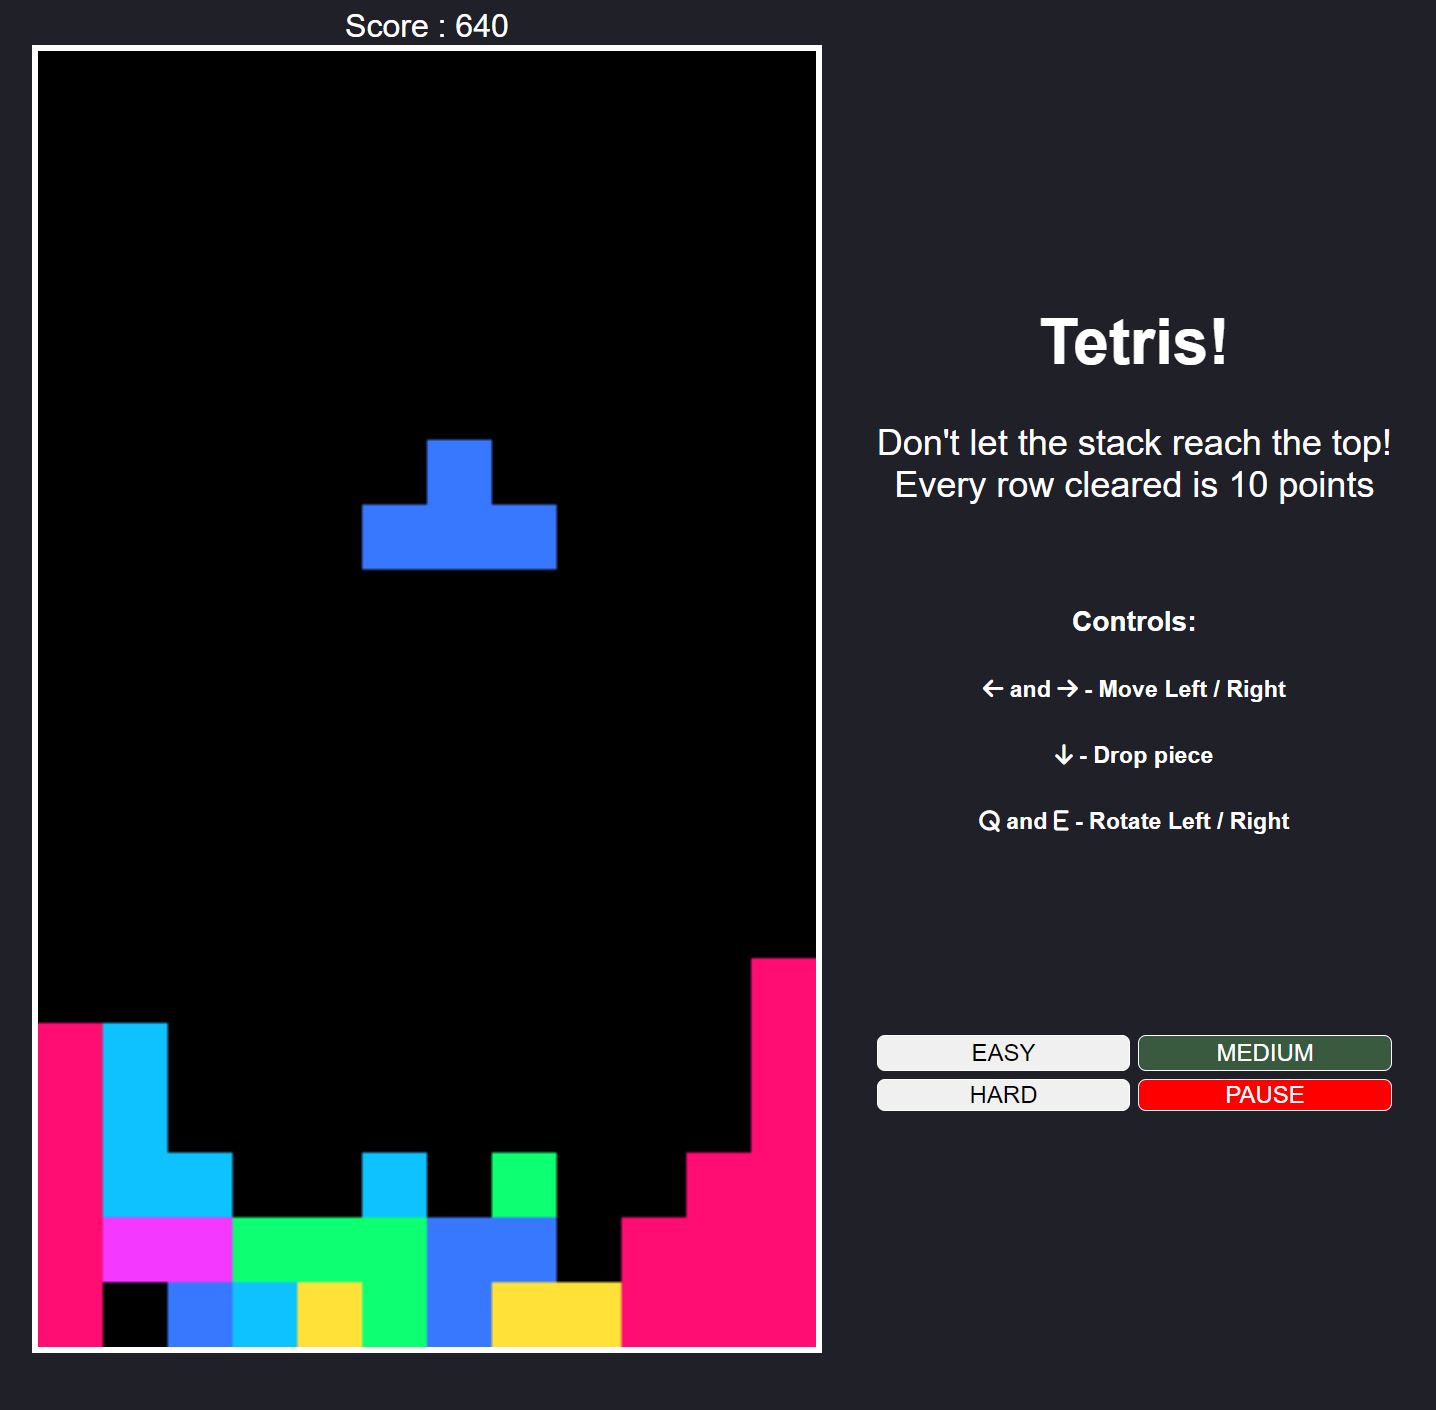 Score : 640
Tetris!
Don't let the stack reach the top!
Every row cleared is 10 points
Controls:
← and → - Move Left / Right
↓ - Drop piece
Q and E - Rotate Left / Right
EASY
MEDIUM
HARD
PAUSE